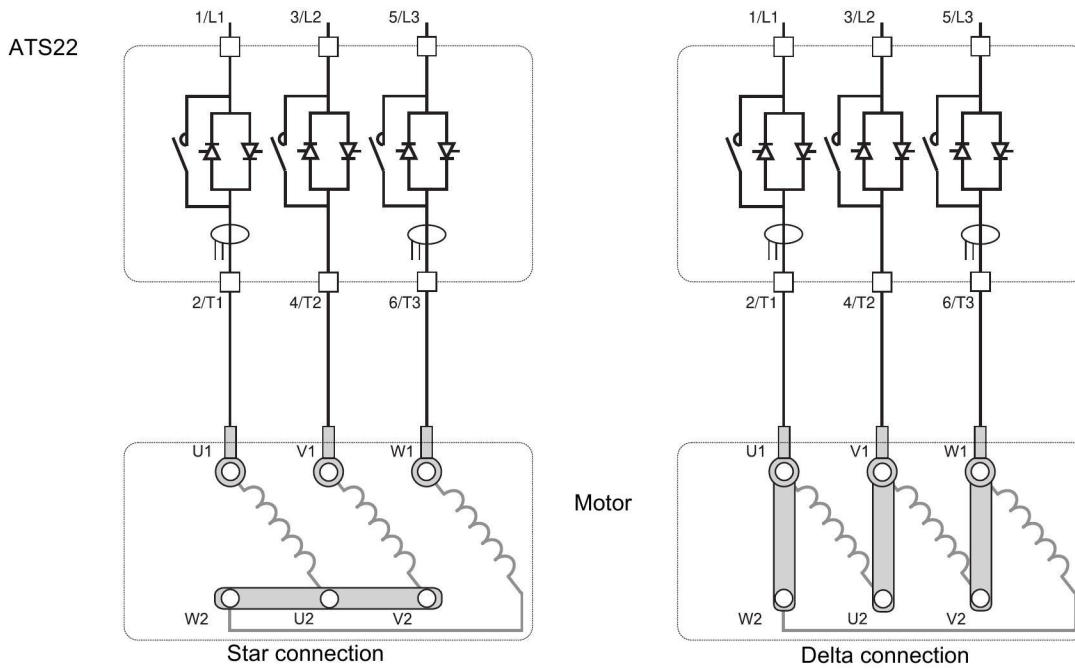 1/L1 3/L2 5/L3 1/L1 3/L2 5/L3
ATS22
2/T1 4/T2 6/T3 2/T1 4/T2 6/T3
U1 V1 W1 U1 V1 W1
Motor
W2 U2 V2 W2 U2 V2
Star connection Delta connection